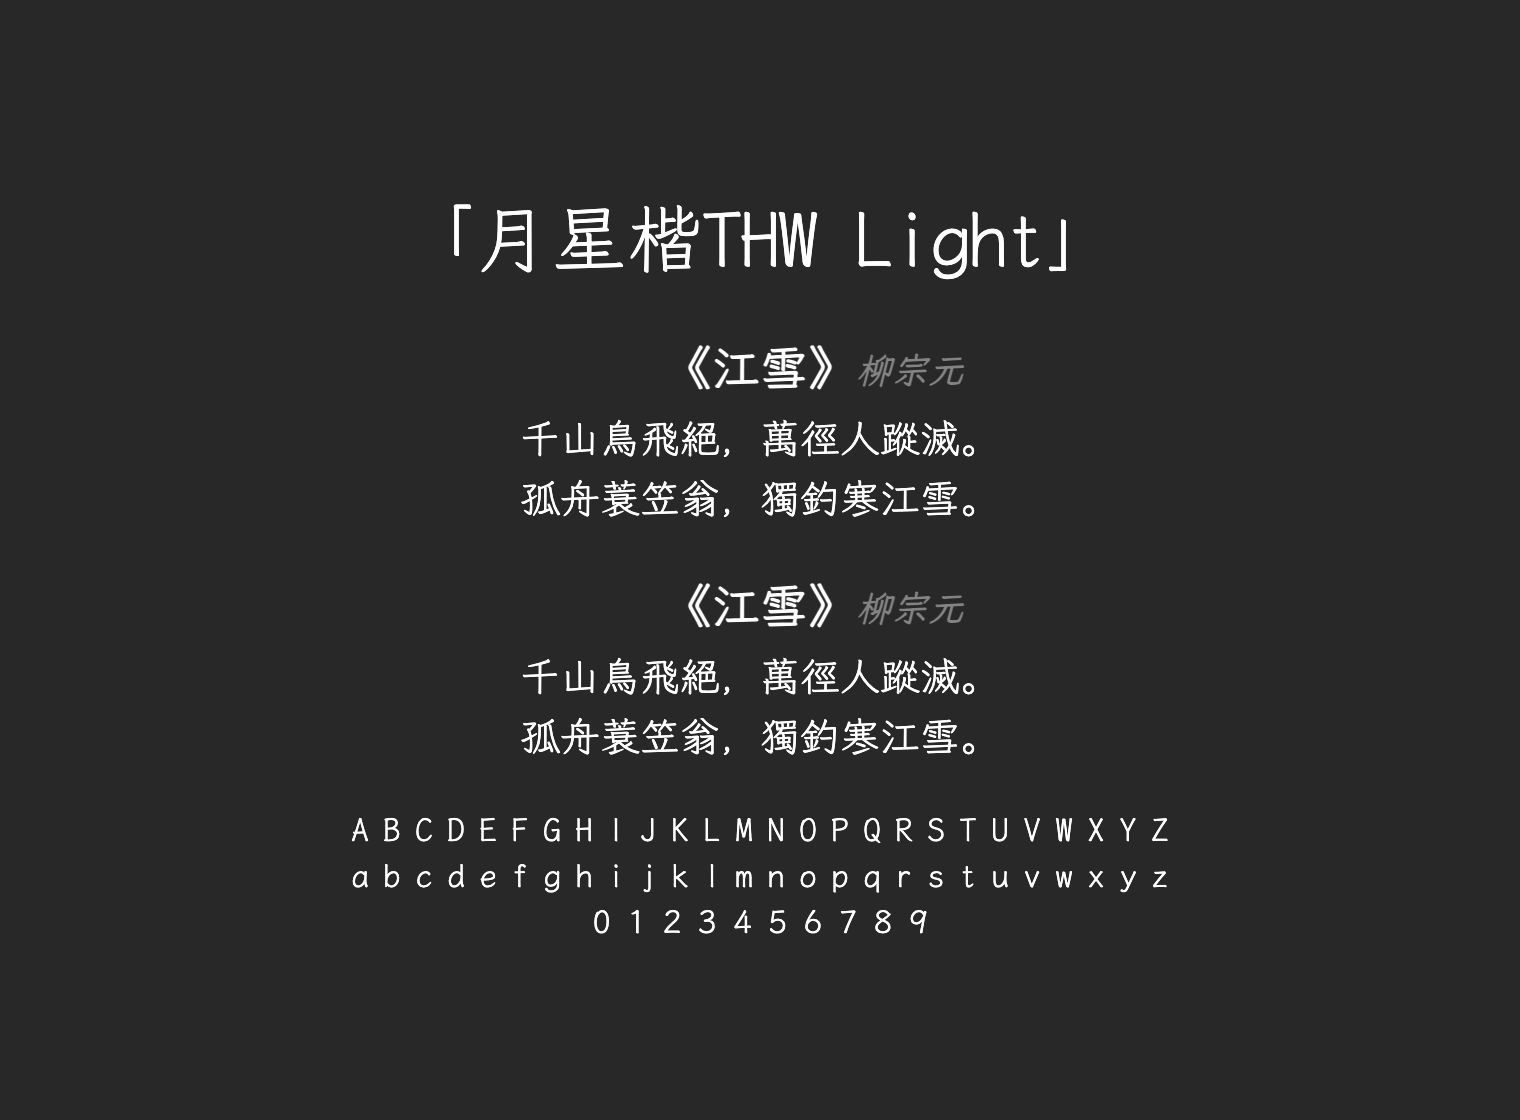 「月星楷THW Light」
《江雪》 柳宗元
千山鳥飛絕，萬徑人蹤滅。
孤舟蓑笠翁，獨釣寒江雪。
《江雪》 柳宗元
千山鳥飛絕，萬徑人蹤滅。
孤舟蓑笠翁，獨釣寒江雪。
A B C D E F G H I J K L M N O P Q R S T U V W X Y Z
a b c d e f g h i j k l m n o p q r s t u v w x y z
0 1 2 3 4 5 6 7 8 9